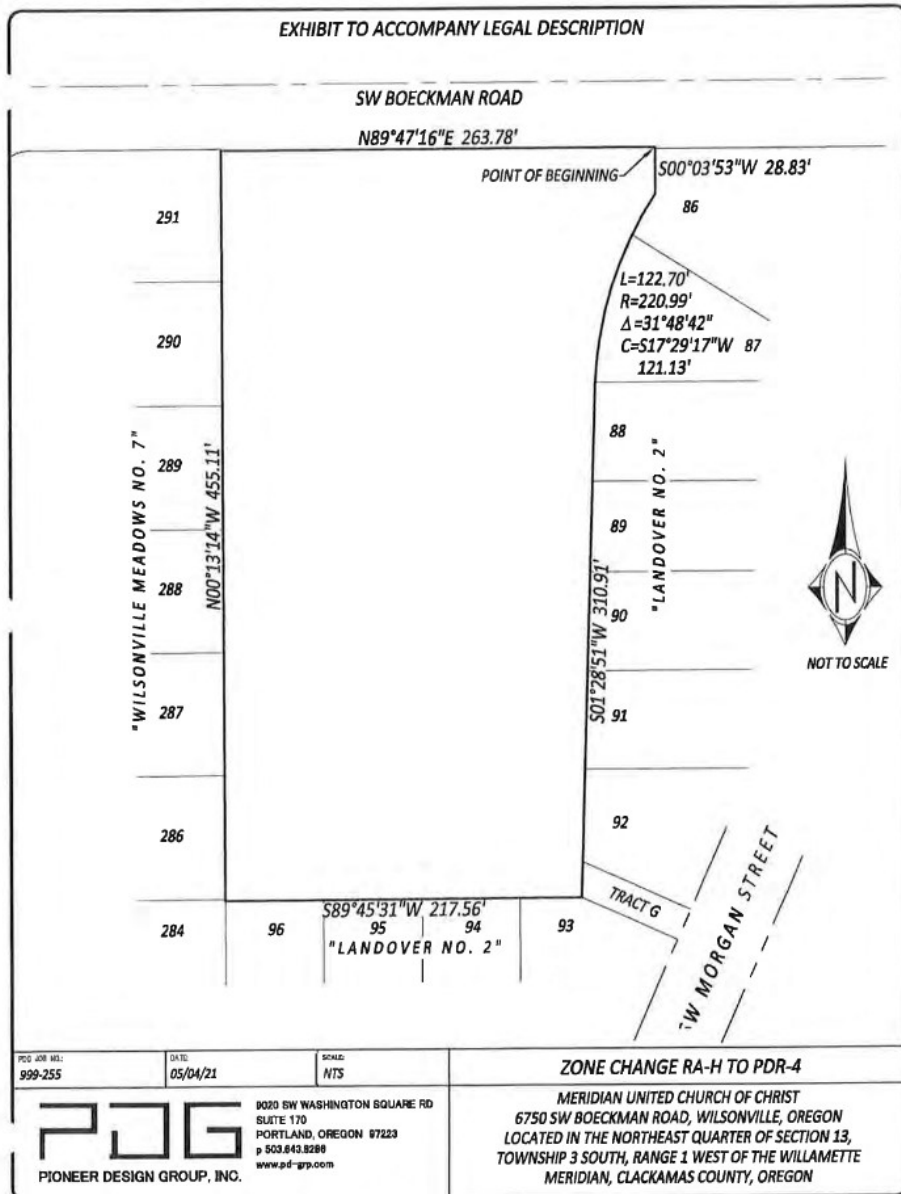 EXHIBIT TO ACCOMPANY LEGAL DESCRIPTION
SW BOECKMAN ROAD
N89°47'16"E 263.78'
POINT OF BEGINNING
S00°03'53"W 28.83'
86
291
L=122.70'
R=220.99'
Δ=31°48'42"
C=S17°29'17"W 87
121.13'
290
88
"WILSONVILLE MEADOWS NO. 7"
289
N00°13'14"W 455.11'
"LANDOVER NO. 2"
89
288
90
S01°28'51"W 310.91'
N
NOT TO SCALE
287
91
286
92
SW MORGAN STREET
TRACT G
S89°45'31"W 217.56'
284
96
95
94
93
"LANDOVER NO. 2"
PDG JOB NO.:
999-255
DATE:
05/04/21
SCALE:
NTS
ZONE CHANGE RA-H TO PDR-4
PDG
PIONEER DESIGN GROUP, INC.
9020 SW WASHINGTON SQUARE RD
SUITE 170
PORTLAND, OREGON 97223
p 503.643.8286
www.pd-grp.com
MERIDIAN UNITED CHURCH OF CHRIST
6750 SW BOECKMAN ROAD, WILSONVILLE, OREGON
LOCATED IN THE NORTHEAST QUARTER OF SECTION 13,
TOWNSHIP 3 SOUTH, RANGE 1 WEST OF THE WILLAMETTE
MERIDIAN, CLACKAMAS COUNTY, OREGON